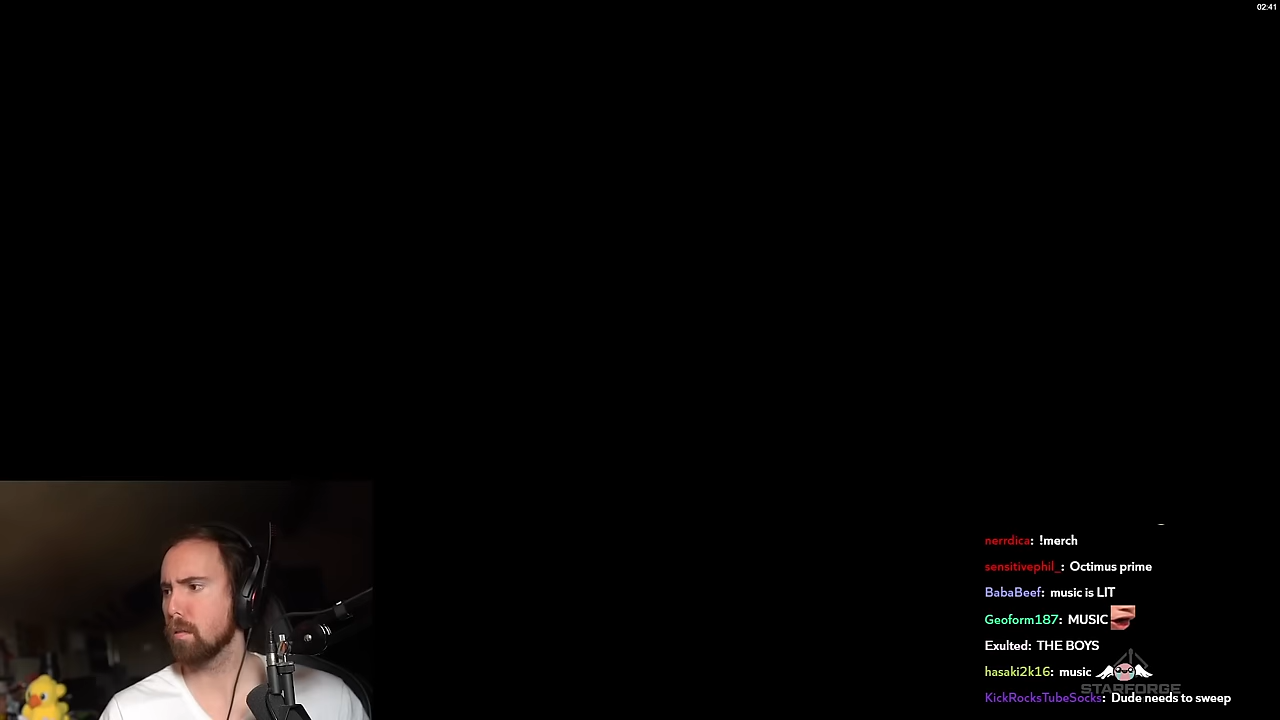 02:41
nerrdica: !merch
sensitivephil_: Octimus prime
BabaBeef: music is LIT
Geoform187: MUSIC
Exulted: THE BOYS
hasaki2k16: music
STARFORGE
KickRocksTubeSocks: Dude needs to sweep